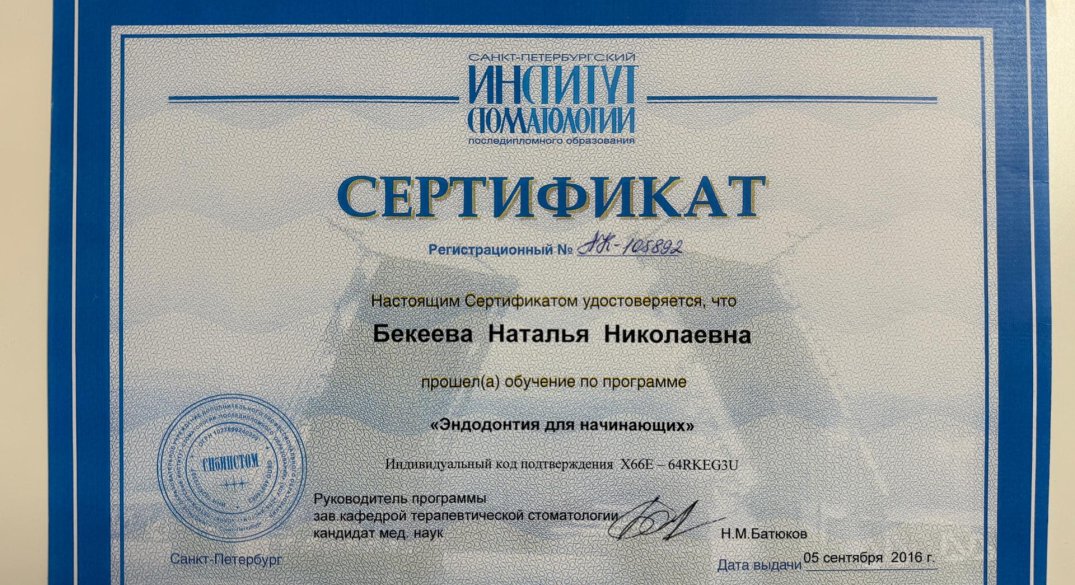 САНКТ-ПЕТЕРБУРГСКИЙ
ИНСТИТУТ
СТОМАТОЛОГИИ
последипломного образования
СЕРТИФИКАТ
Регистрационный № АК-105892
Настоящим Сертификатом удостоверяется, что
Бекеева Наталья Николаевна
прошел(а) обучение по программе
«Эндодонтия для начинающих»
Индивидуальный код подтверждения X66E – 64RKEG3U
СПбИНСТОМ
Руководитель программы
зав.кафедрой терапевтической стоматологии
кандидат мед. наук
Н.М.Батюков
Санкт-Петербург
Дата выдачи 05 сентября 2016 г.